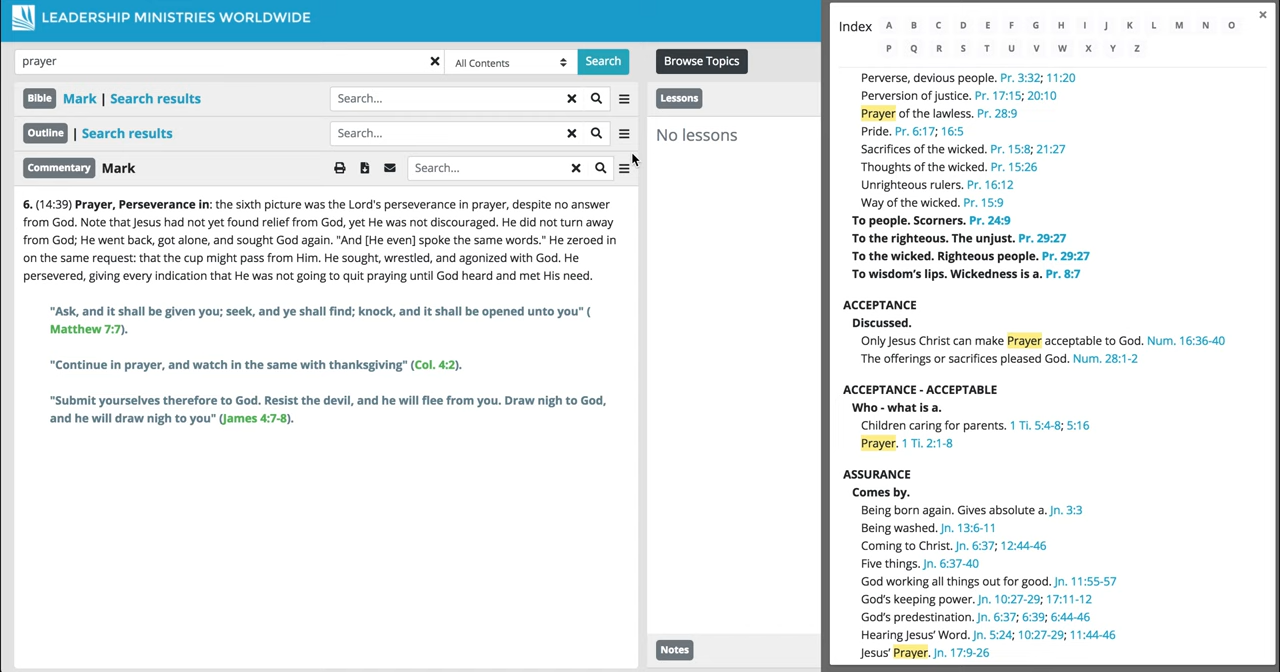 LEADERSHIP MINISTRIES WORLDWIDE
prayer
All Contents
Search
Browse Topics
Bible
Mark | Search results
Search...
Outline
| Search results
Search...
Commentary
Mark
Search...
6. (14:39) Prayer, Perseverance in: the sixth picture was the Lord's perseverance in prayer, despite no answer
from God. Note that Jesus had not yet found relief from God, yet He was not discouraged. He did not turn away
from God; He went back, got alone, and sought God again. "And [He even] spoke the same words." He zeroed in
on the same request: that the cup might pass from Him. He sought, wrestled, and agonized with God. He
persevered, giving every indication that He was not going to quit praying until God heard and met His need.
"Ask, and it shall be given you; seek, and ye shall find; knock, and it shall be opened unto you" (
Matthew 7:7).
"Continue in prayer, and watch in the same with thanksgiving" (Col. 4:2).
"Submit yourselves therefore to God. Resist the devil, and he will flee from you. Draw nigh to God,
and he will draw nigh to you" (James 4:7-8).
Lessons
No lessons
Notes
Index A B C D E F G H I J K L M N O
P Q R S T U V W X Y Z
Perverse, devious people. Pr. 3:32; 11:20
Perversion of justice. Pr. 17:15; 20:10
Prayer of the lawless. Pr. 28:9
Pride. Pr. 6:17; 16:5
Sacrifices of the wicked. Pr. 15:8; 21:27
Thoughts of the wicked. Pr. 15:26
Unrighteous rulers. Pr. 16:12
Way of the wicked. Pr. 15:9
To people. Scorners. Pr. 24:9
To the righteous. The unjust. Pr. 29:27
To the wicked. Righteous people. Pr. 29:27
To wisdom's lips. Wickedness is a. Pr. 8:7
ACCEPTANCE
Discussed.
Only Jesus Christ can make Prayer acceptable to God. Num. 16:36-40
The offerings or sacrifices pleased God. Num. 28:1-2
ACCEPTANCE - ACCEPTABLE
Who - what is a.
Children caring for parents. 1 Ti. 5:4-8; 5:16
Prayer. 1 Ti. 2:1-8
ASSURANCE
Comes by.
Being born again. Gives absolute a. Jn. 3:3
Being washed. Jn. 13:6-11
Coming to Christ. Jn. 6:37; 12:44-46
Five things. Jn. 6:37-40
God working all things out for good. Jn. 11:55-57
God's keeping power. Jn. 10:27-29; 17:11-12
God's predestination. Jn. 6:37; 6:39; 6:44-46
Hearing Jesus' Word. Jn. 5:24; 10:27-29; 11:44-46
Jesus' Prayer. Jn. 17:9-26